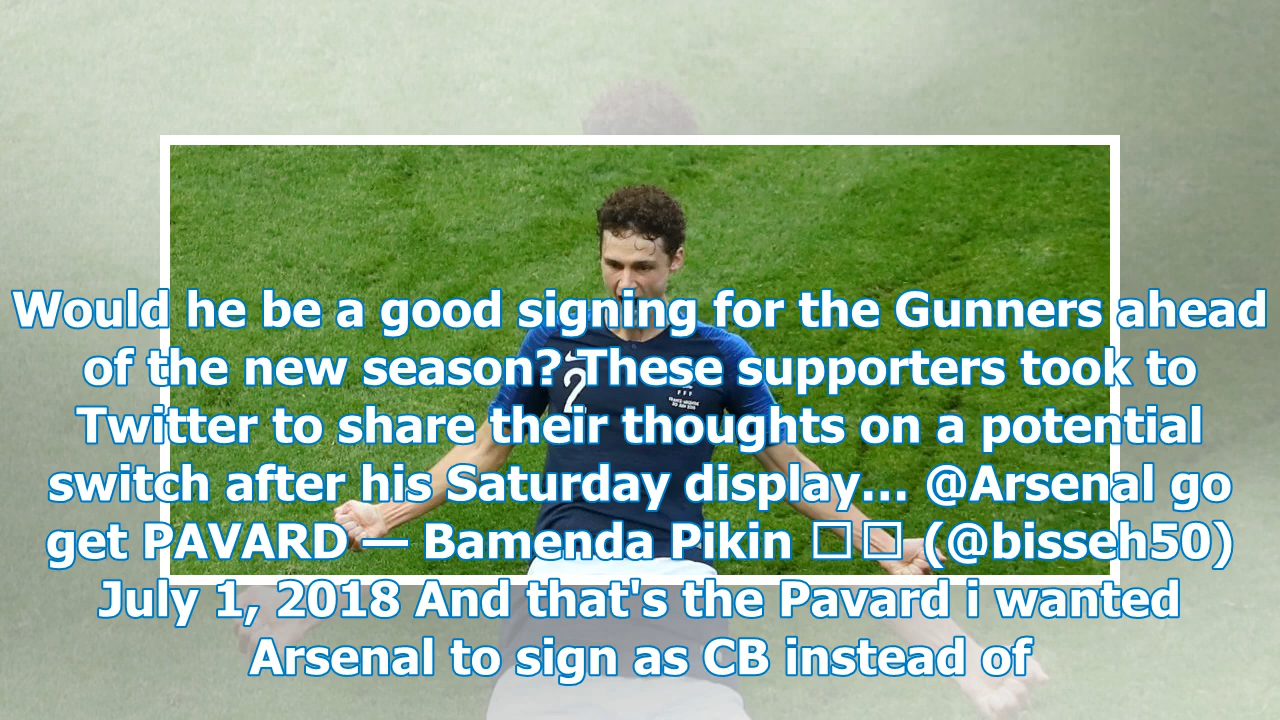 Would he be a good signing for the Gunners ahead
of the new season? These supporters took to
Twitter to share their thoughts on a potential
switch after his Saturday display... @Arsenal go
get PAVARD — Bamenda Pikin □□ (@bisseh50)
July 1, 2018 And that's the Pavard i wanted
Arsenal to sign as CB instead of
2
FFF